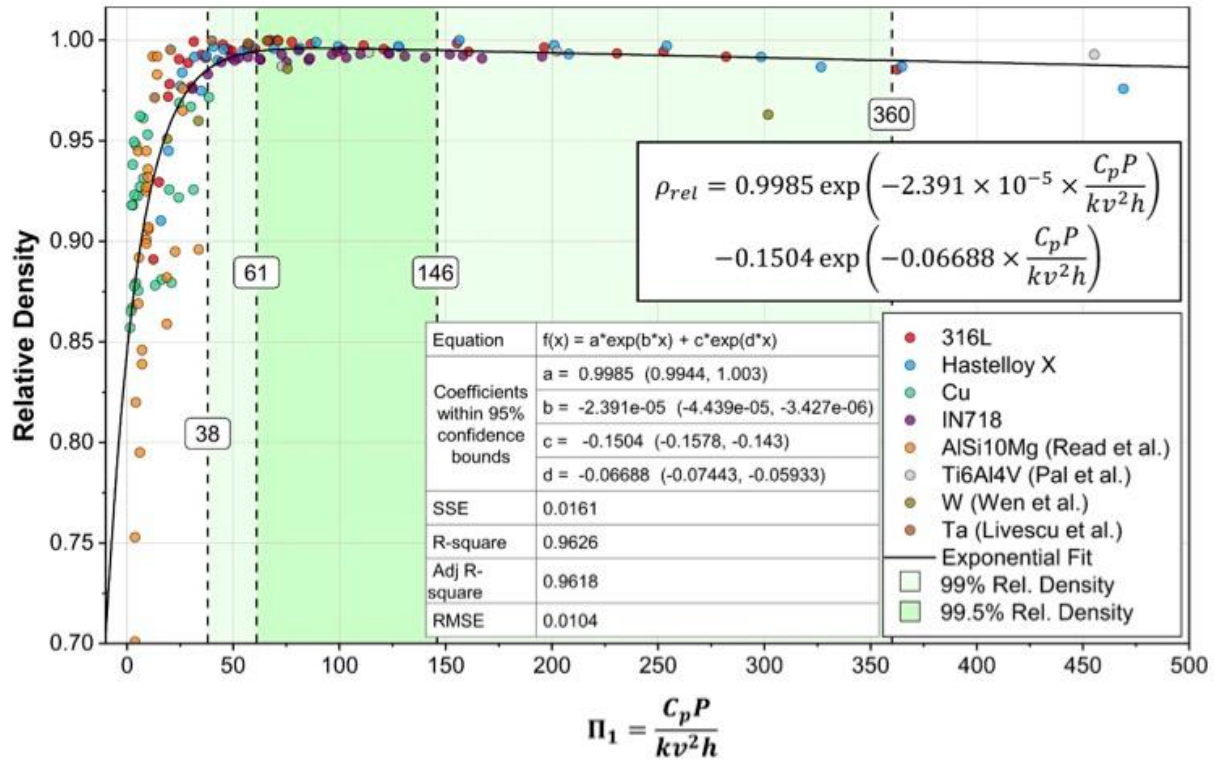 1.00
0.95
0.90
0.85
0.80
0.75
0.70
Relative Density
38
61
146
360
ρ_rel = 0.9985 exp(−2.391 × 10⁻⁵ × C_pP / kv²h)
−0.1504 exp(−0.06688 × C_pP / kv²h)
Equation f(x) = a*exp(b*x) + c*exp(d*x)
Coefficients within 95% confidence bounds
a = 0.9985 (0.9944, 1.003)
b = -2.391e-05 (-4.439e-05, -3.427e-06)
c = -0.1504 (-0.1578, -0.143)
d = -0.06688 (-0.07443, -0.05933)
SSE 0.0161
R-square 0.9626
Adj R-square 0.9618
RMSE 0.0104
316L
Hastelloy X
Cu
IN718
AlSi10Mg (Read et al.)
Ti6Al4V (Pal et al.)
W (Wen et al.)
Ta (Livescu et al.)
Exponential Fit
99% Rel. Density
99.5% Rel. Density
0 50 100 150 200 250 300 350 400 450 500
Π₁ = C_pP / kv²h